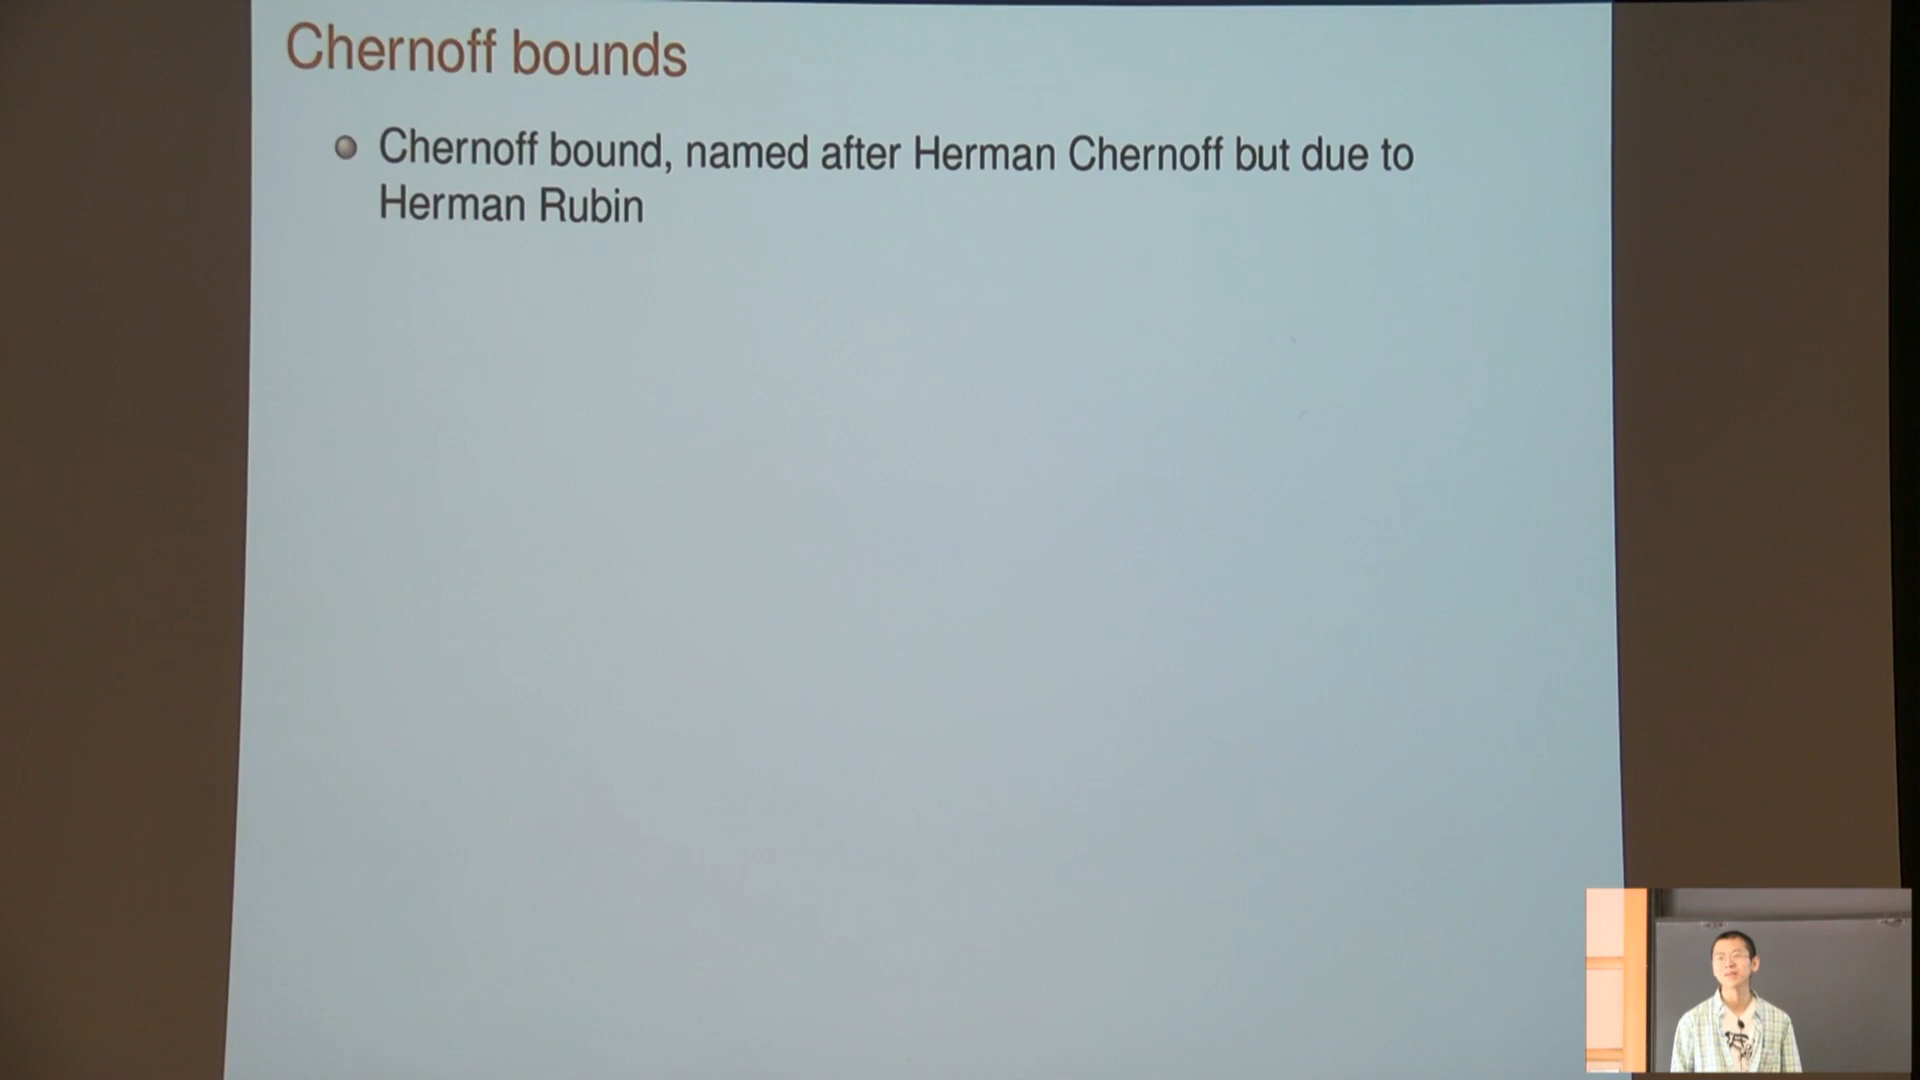 Chernoff bounds
Chernoff bound, named after Herman Chernoff but due to
Herman Rubin